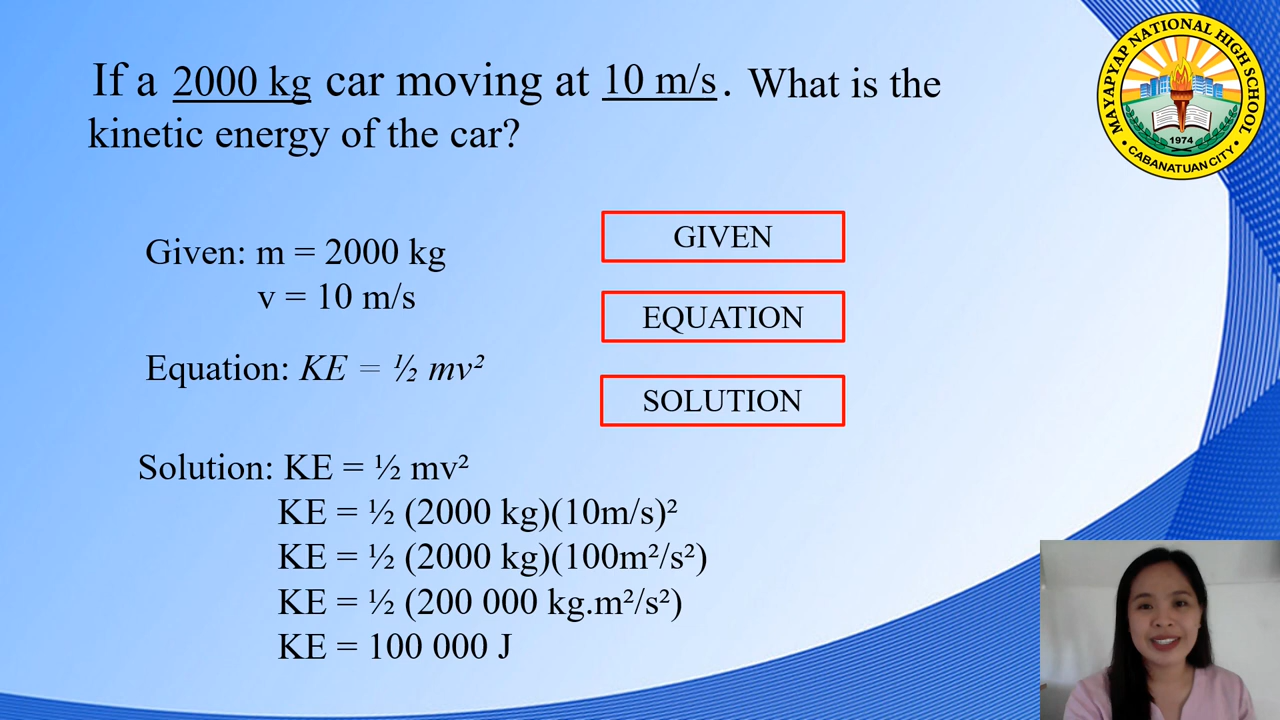 If a 2000 kg car moving at 10 m/s. What is the
kinetic energy of the car?
MAYAPYAP NATIONAL HIGH SCHOOL
1974
• CABANATUAN CITY •
Given: m = 2000 kg
v = 10 m/s
Equation: KE = ½ mv²
GIVEN
EQUATION
SOLUTION
Solution: KE = ½ mv²
KE = ½ (2000 kg)(10m/s)²
KE = ½ (2000 kg)(100m²/s²)
KE = ½ (200 000 kg.m²/s²)
KE = 100 000 J